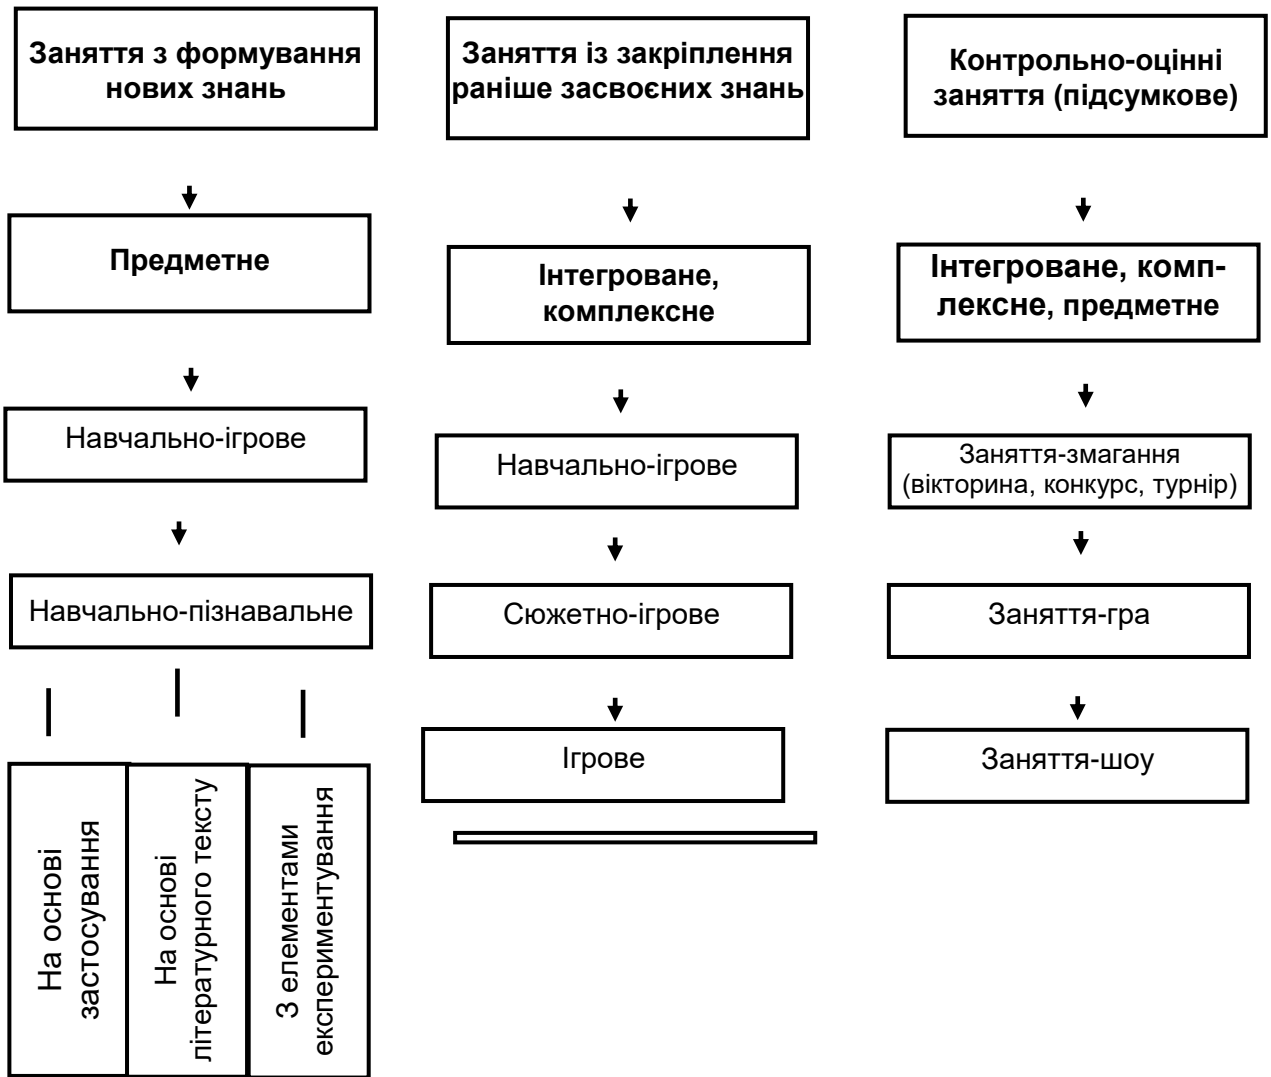 Заняття з формування
нових знань
Предметне
Навчально-ігрове
Навчально-пізнавальне
На основі
застосування
На основі
літературного тексту
З елементами
експериментування
Заняття із закріплення
раніше засвоєних знань
Інтегроване,
комплексне
Навчально-ігрове
Сюжетно-ігрове
Ігрове
Контрольно-оцінні
заняття (підсумкове)
Інтегроване, комп-
лексне, предметне
Заняття-змагання
(вікторина, конкурс, турнір)
Заняття-гра
Заняття-шоу